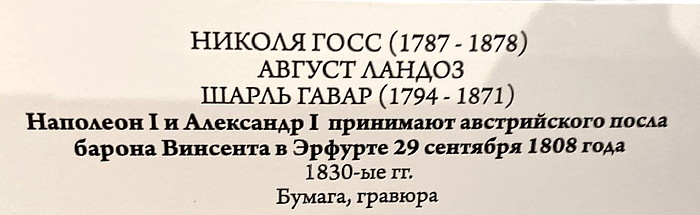 НИКОЛЯ ГОСС (1787 - 1878)
АВГУСТ ЛАНДОЗ
ШАРЛЬ ГАВАР (1794 - 1871)
Наполеон I и Александр I принимают австрийского посла
барона Винсента в Эрфурте 29 сентября 1808 года
1830-ые гг.
Бумага, гравюра